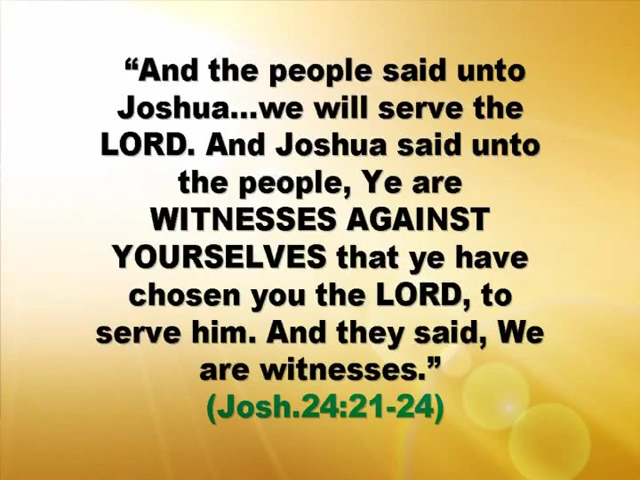 “And the people said unto
Joshua...we will serve the
LORD. And Joshua said unto
the people, Ye are
WITNESSES AGAINST
YOURSELVES that ye have
chosen you the LORD, to
serve him. And they said, We
are witnesses.”
(Josh.24:21-24)